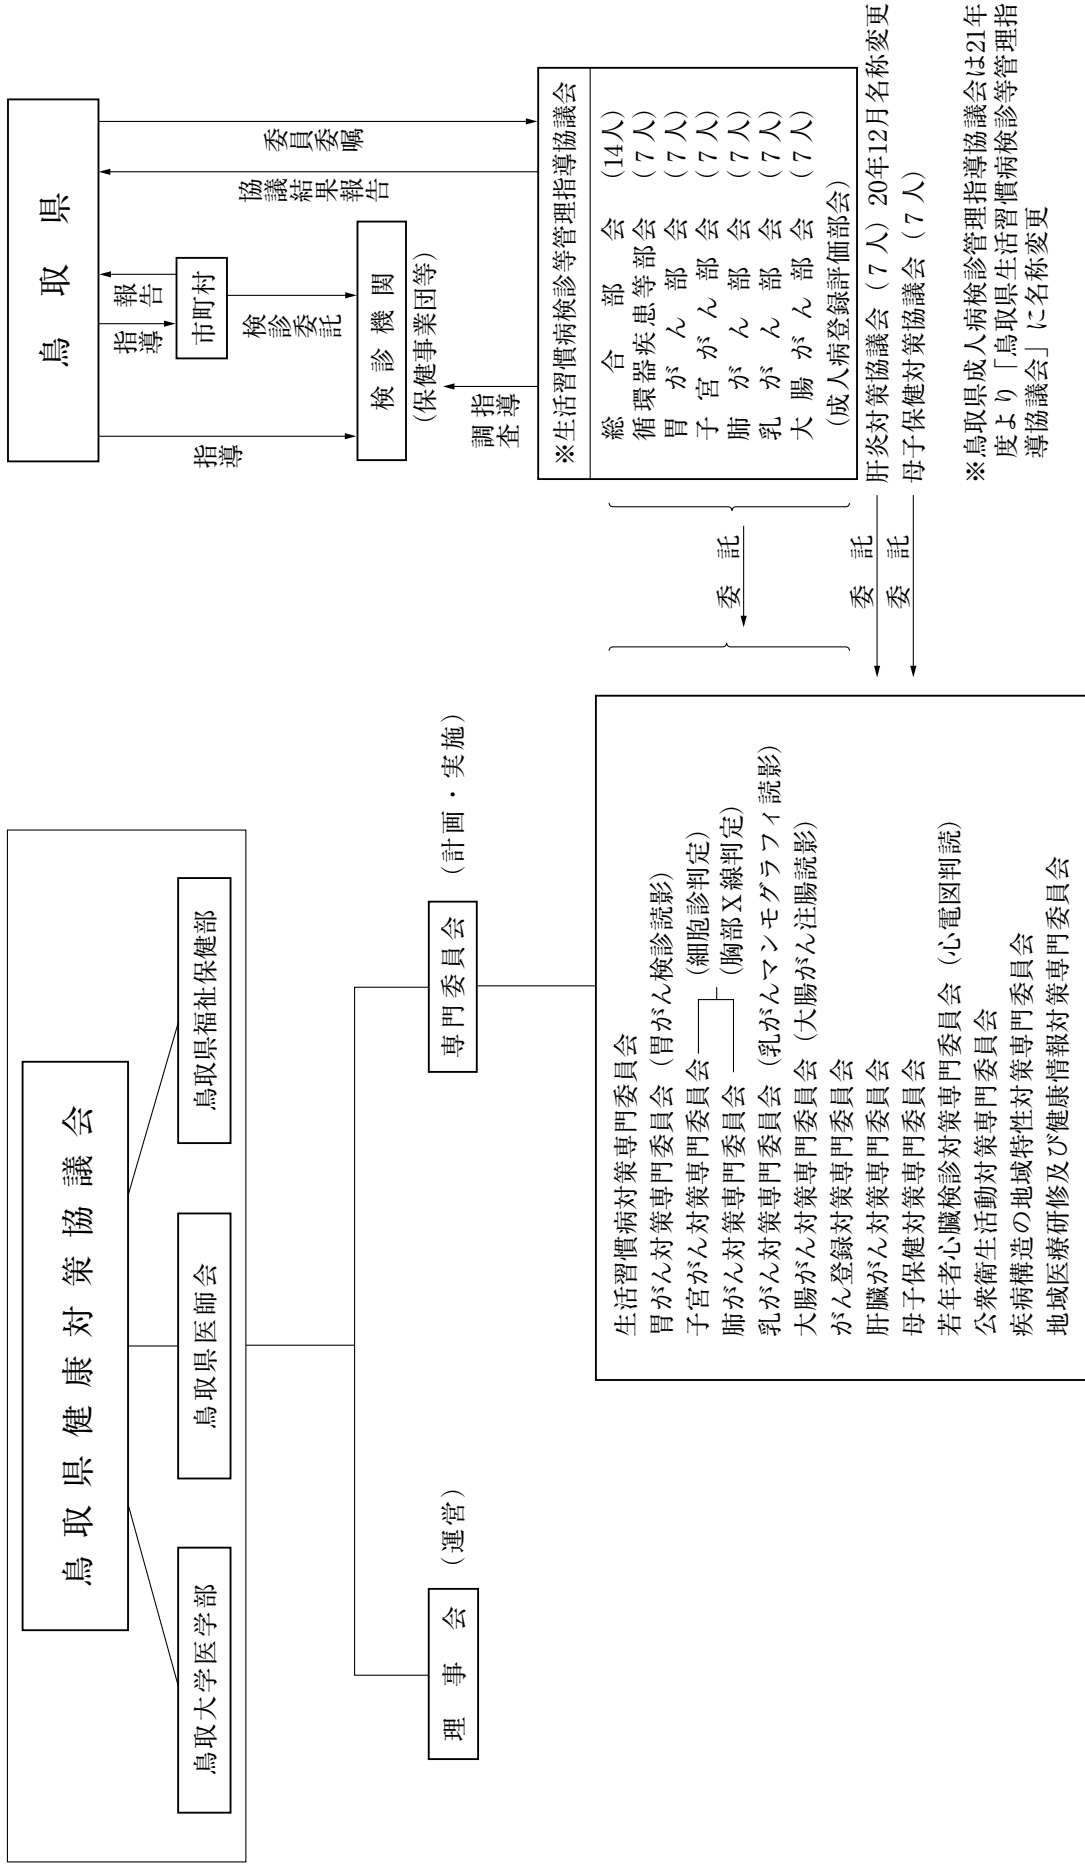 鳥取県健康対策協議会
鳥取大学医学部
鳥取県医師会
鳥取県福祉保健部
理事会
(運営)
専門委員会
(計画・実施)
生活習慣病対策専門委員会
胃がん対策専門委員会(胃がん検診読影)
子宮がん対策専門委員会
(細胞診判定)
肺がん対策専門委員会
(胸部X線判定)
乳がん対策専門委員会(乳がんマンモグラフィ読影)
大腸がん対策専門委員会(大腸がん注腸読影)
がん登録対策専門委員会
肝臓がん対策専門委員会
母子保健対策専門委員会
若年者心臓検診対策専門委員会(心電図判読)
公衆衛生活動対策専門委員会
疾病構造の地域特性対策専門委員会
地域医療研修及び健康情報対策専門委員会
鳥取県
指導
指導
報告
市町村
検診委託
協議結果報告
委員委嘱
検診機関
(保健事業団等)
調査
指導
※生活習慣病検診等管理指導協議会
総合部会(14人)
循環器疾患等部会(7人)
胃がん部会(7人)
子宮がん部会(7人)
肺がん部会(7人)
乳がん部会(7人)
大腸がん部会(7人)
(成人病登録評価部会)
委託
肝炎対策協議会(7人)20年12月名称変更
委託
母子保健対策協議会(7人)
委託
※鳥取県成人病検診管理指導協議会は21年
度より「鳥取県生活習慣病検診等管理指
導協議会」に名称変更